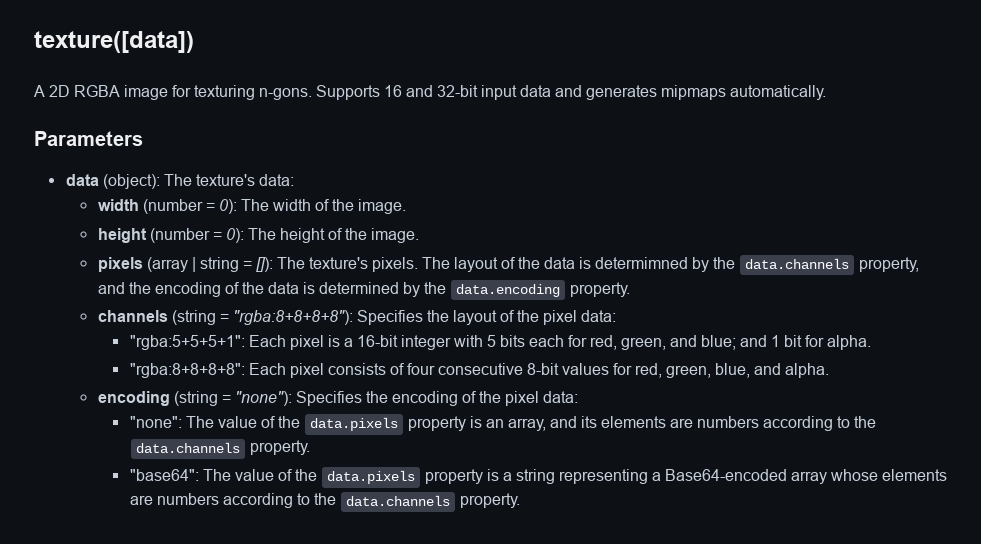 texture([data])
A 2D RGBA image for texturing n-gons. Supports 16 and 32-bit input data and generates mipmaps automatically.
Parameters
• data (object): The texture's data:
◦ width (number = 0): The width of the image.
◦ height (number = 0): The height of the image.
◦ pixels (array | string = []): The texture's pixels. The layout of the data is determimned by the data.channels property,
and the encoding of the data is determined by the data.encoding property.
◦ channels (string = "rgba:8+8+8+8"): Specifies the layout of the pixel data:
▪ "rgba:5+5+5+1": Each pixel is a 16-bit integer with 5 bits each for red, green, and blue; and 1 bit for alpha.
▪ "rgba:8+8+8+8": Each pixel consists of four consecutive 8-bit values for red, green, blue, and alpha.
◦ encoding (string = "none"): Specifies the encoding of the pixel data:
▪ "none": The value of the data.pixels property is an array, and its elements are numbers according to the
data.channels property.
▪ "base64": The value of the data.pixels property is a string representing a Base64-encoded array whose elements
are numbers according to the data.channels property.